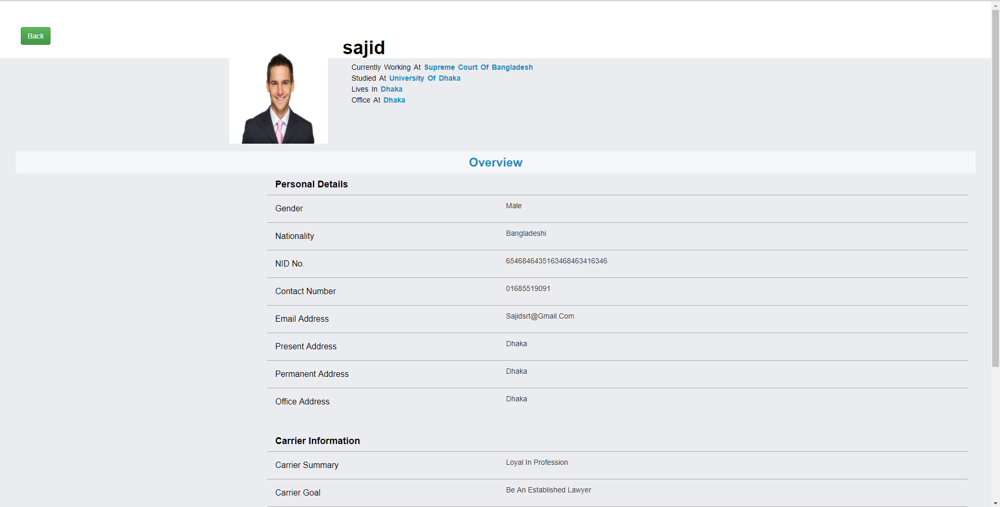 Back
sajid
Currently Working At Supreme Court Of Bangladesh
Studied At University Of Dhaka
Lives In Dhaka
Office At Dhaka
Overview
Personal Details
Gender Male
Nationality Bangladeshi
NID No. 6546846435163468463416346
Contact Number 01685519091
Email Address Sajidsrt@Gmail.Com
Present Address Dhaka
Permanent Address Dhaka
Office Address Dhaka
Carrier Information
Carrier Summary Loyal In Profession
Carrier Goal Be An Established Lawyer